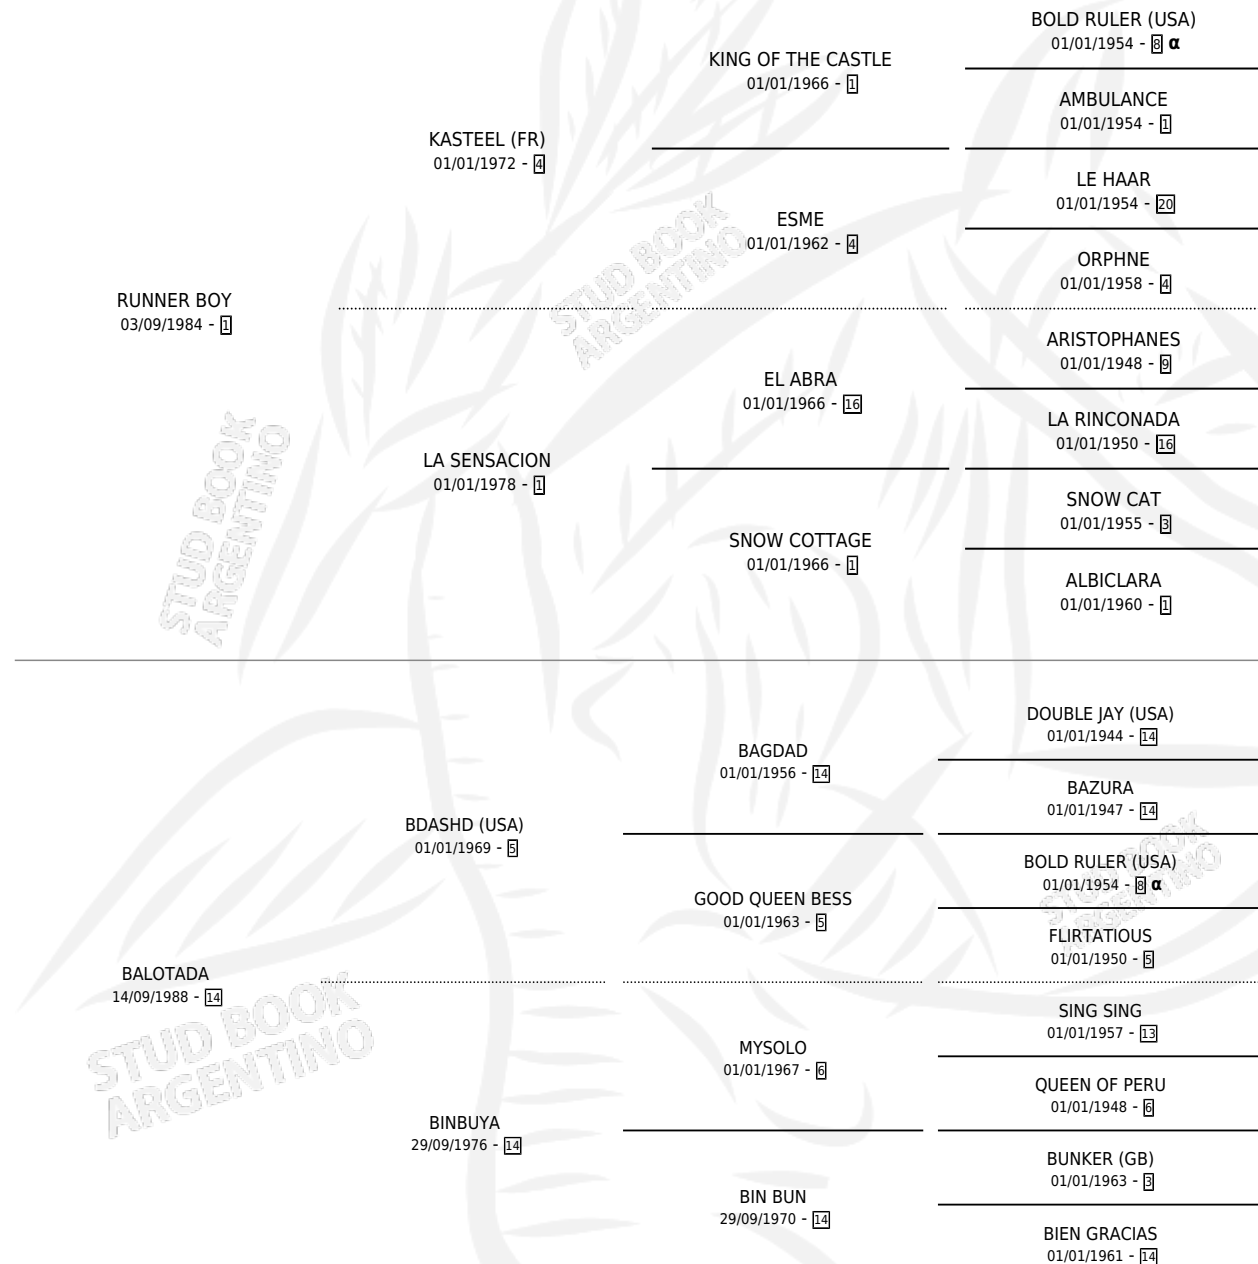 BOLD RULER (USA)
01/01/1954 - 8 α
KING OF THE CASTLE
01/01/1966 - 1
AMBULANCE
01/01/1954 - 1
KASTEEL (FR)
01/01/1972 - 4
LE HAAR
01/01/1954 - 20
ESME
01/01/1962 - 4
ORPHNE
01/01/1958 - 4
RUNNER BOY
03/09/1984 - 1
ARISTOPHANES
01/01/1948 - 9
EL ABRA
01/01/1966 - 16
LA RINCONADA
01/01/1950 - 16
LA SENSACION
01/01/1978 - 1
SNOW CAT
01/01/1955 - 3
SNOW COTTAGE
01/01/1966 - 1
ALBICLARA
01/01/1960 - 1
STUD BOOK
ARGENTINO
STUD BOOK
ARGENTINO
DOUBLE JAY (USA)
01/01/1944 - 14
BAGDAD
01/01/1956 - 14
BAZURA
01/01/1947 - 14
BDASHD (USA)
01/01/1969 - 5
BOLD RULER (USA)
01/01/1954 - 8 α
GOOD QUEEN BESS
01/01/1963 - 5
FLIRTATIOUS
01/01/1950 - 5
BALOTADA
14/09/1988 - 14
SING SING
01/01/1957 - 13
MYSOLO
01/01/1967 - 6
QUEEN OF PERU
01/01/1948 - 6
BINBUYA
29/09/1976 - 14
BUNKER (GB)
01/01/1963 - 3
BIN BUN
29/09/1970 - 14
BIEN GRACIAS
01/01/1961 - 14
STUD BOOK
ARGENTINO
STUD BOOK
ARGENTINO